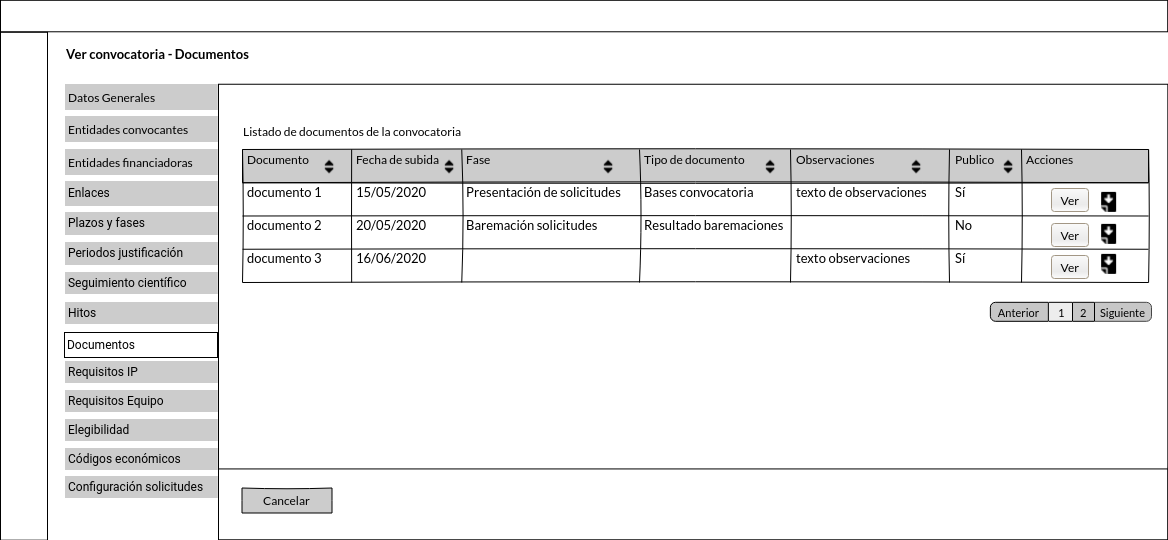 Ver convocatoria - Documentos
Datos Generales
Entidades convocantes
Entidades financiadoras
Enlaces
Plazos y fases
Periodos justificación
Seguimiento científico
Hitos
Documentos
Requisitos IP
Requisitos Equipo
Elegibilidad
Códigos económicos
Configuración solicitudes
Listado de documentos de la convocatoria
Documento Fecha de subida Fase Tipo de documento Observaciones Publico Acciones
documento 1 15/05/2020 Presentación de solicitudes Bases convocatoria texto de observaciones Sí Ver
documento 2 20/05/2020 Baremación solicitudes Resultado baremaciones No Ver
documento 3 16/06/2020 texto observaciones Sí Ver
Anterior 1 2 Siguiente
Cancelar